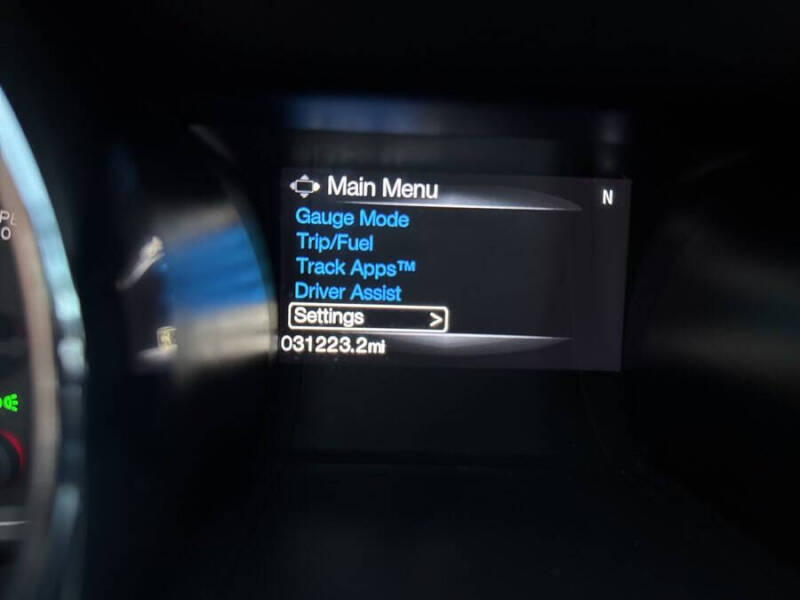 Main Menu
N
Gauge Mode
Trip/Fuel
Track Apps™
Driver Assist
Settings >
031223.2mi